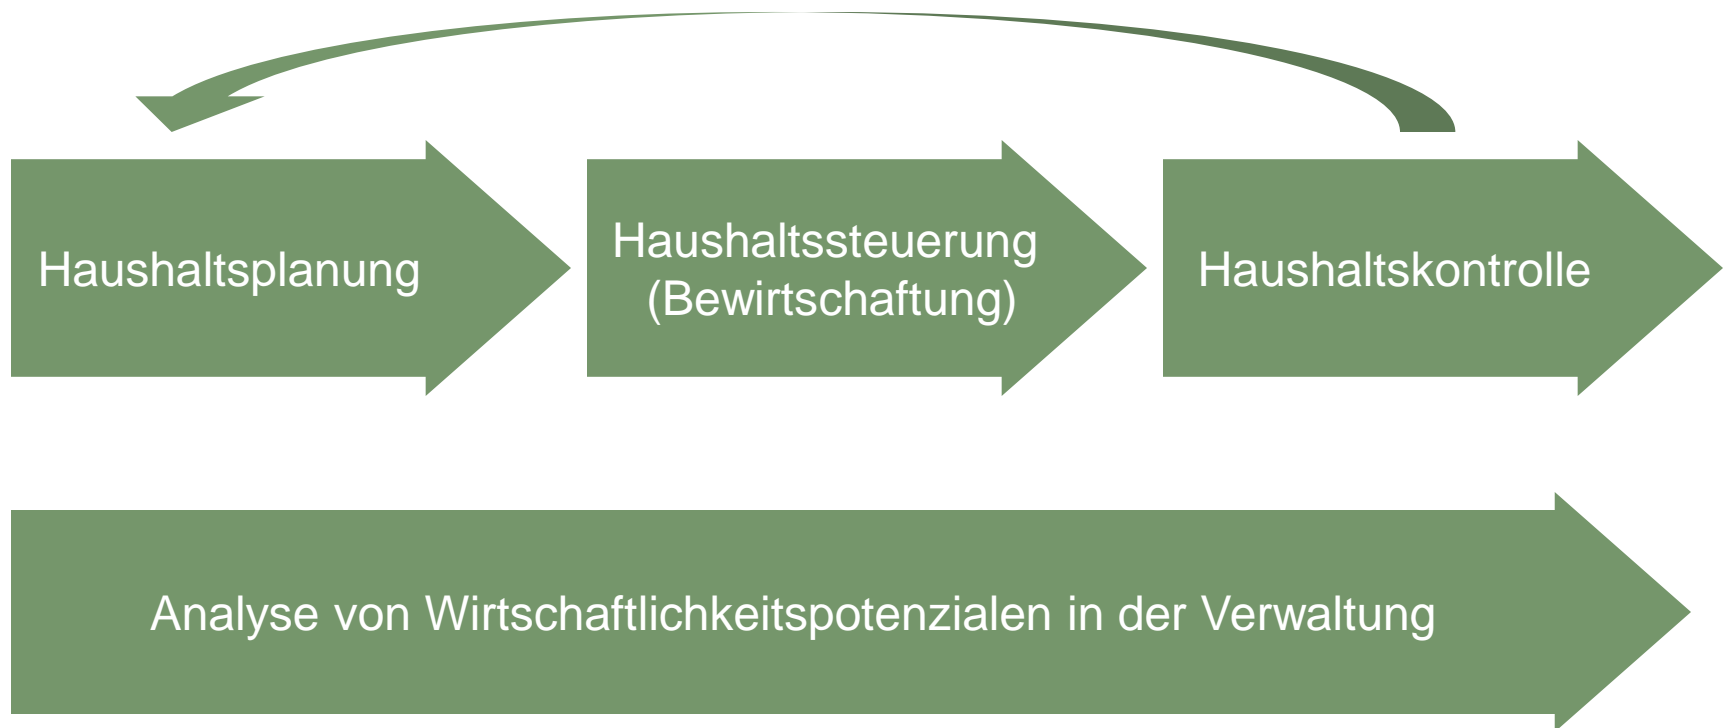 Haushaltsplanung
Haushaltssteuerung
(Bewirtschaftung)
Haushaltskontrolle
Analyse von Wirtschaftlichkeitspotenzialen in der Verwaltung